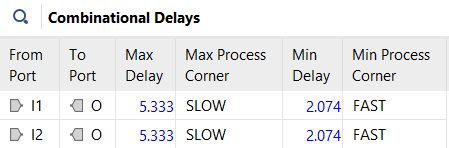 Combinational Delays
From Port To Port Max Delay Max Process Corner Min Delay Min Process Corner
I1 O 5.333 SLOW 2.074 FAST
I2 O 5.333 SLOW 2.074 FAST